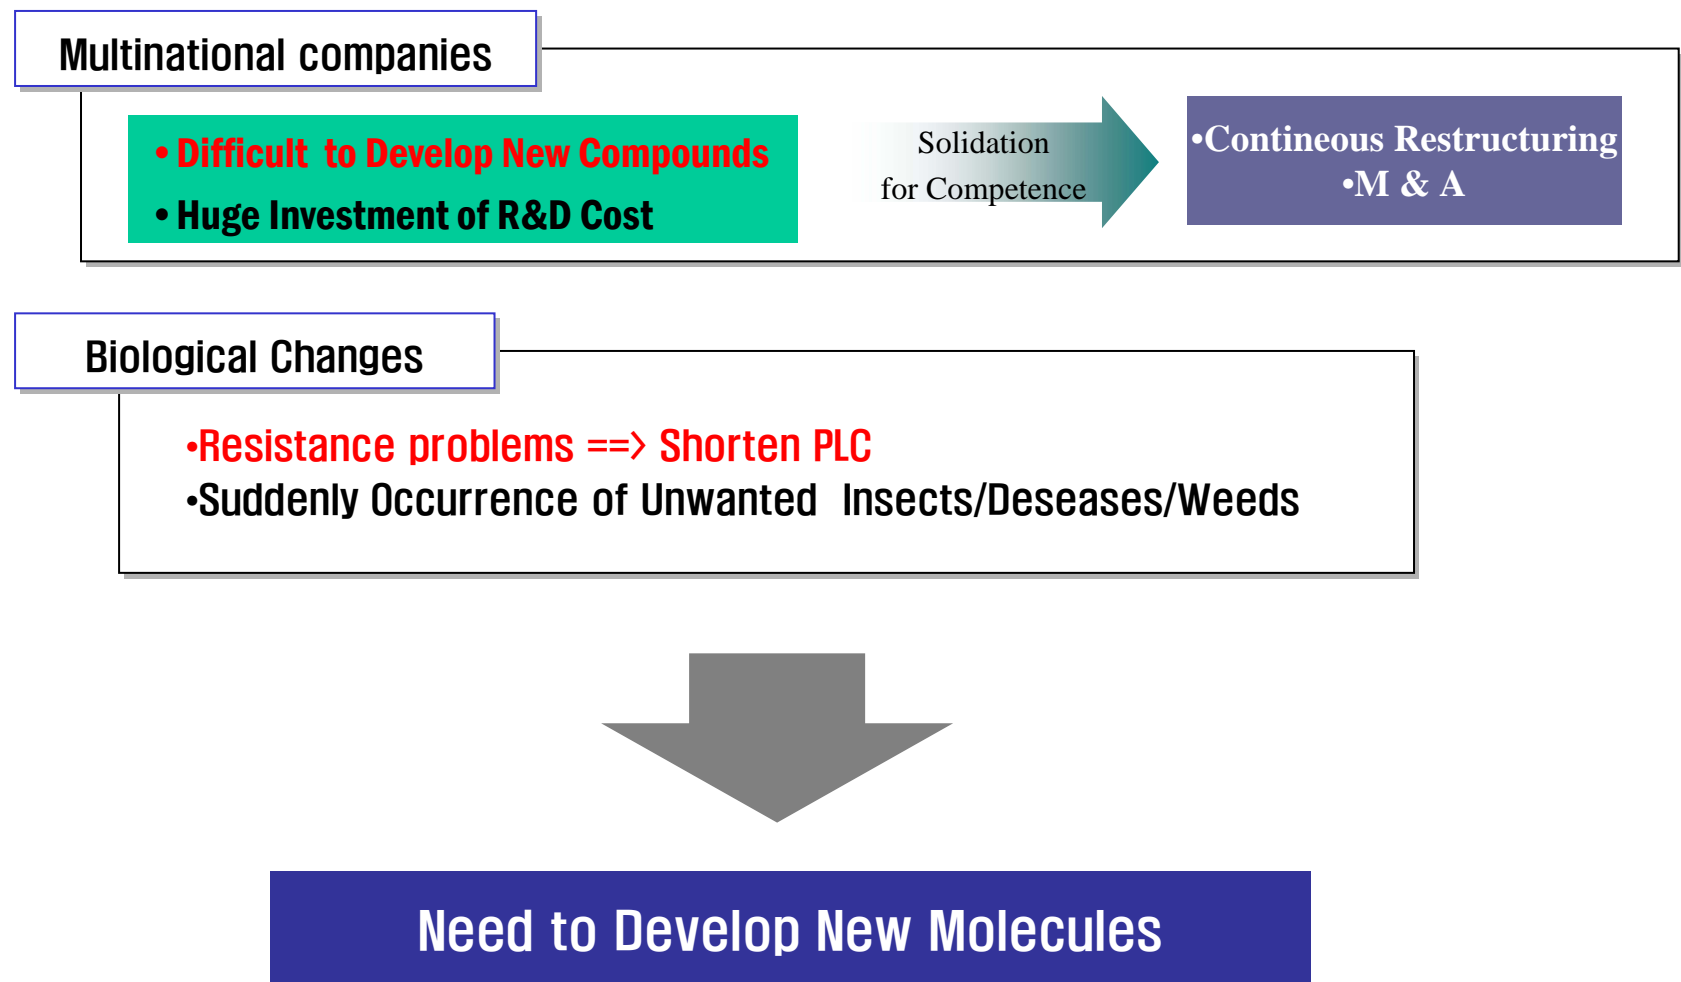 Multinational companies
• Difficult to Develop New Compounds
• Huge Investment of R&D Cost
Solidation
for Competence
•Contineous Restructuring
•M & A
Biological Changes
•Resistance problems ==> Shorten PLC
•Suddenly Occurrence of Unwanted Insects/Deseases/Weeds
Need to Develop New Molecules